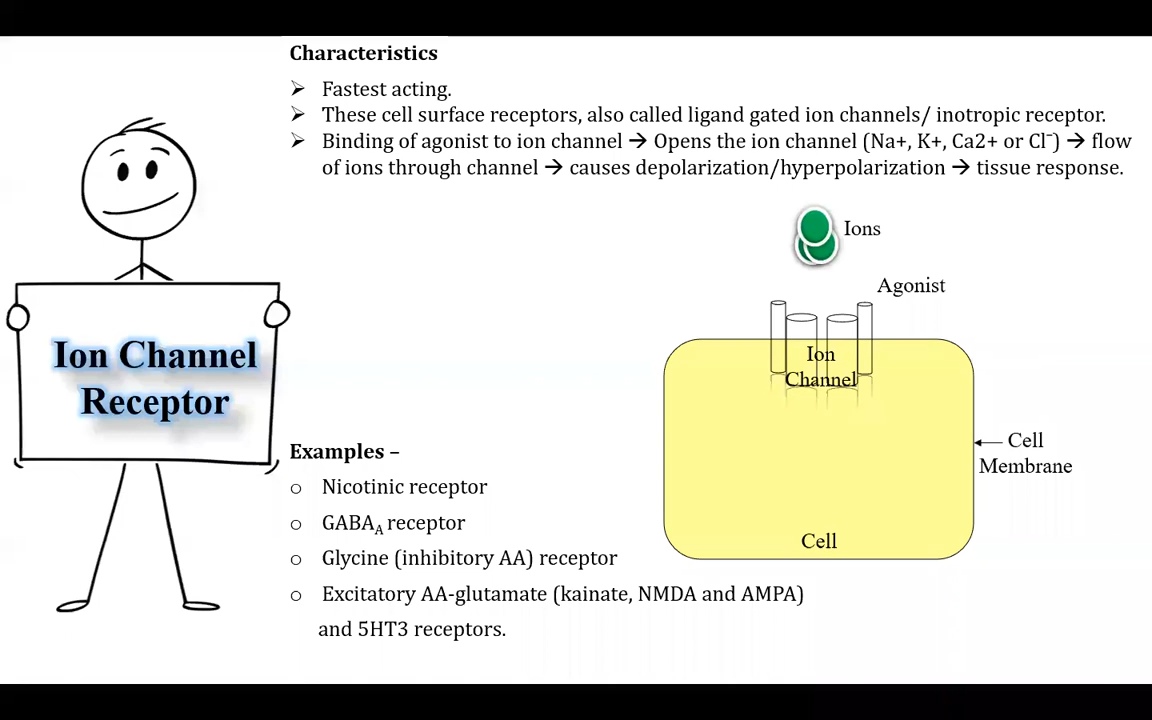 Characteristics
➢ Fastest acting.
➢ These cell surface receptors, also called ligand gated ion channels/ inotropic receptor.
➢ Binding of agonist to ion channel → Opens the ion channel (Na+, K+, Ca2+ or Cl⁻) → flow
of ions through channel → causes depolarization/hyperpolarization → tissue response.
Ions
Agonist
Ion
Channel
Cell
Membrane
Cell
Ion Channel
Receptor
Examples –
o Nicotinic receptor
o GABA_A receptor
o Glycine (inhibitory AA) receptor
o Excitatory AA-glutamate (kainate, NMDA and AMPA)
and 5HT3 receptors.